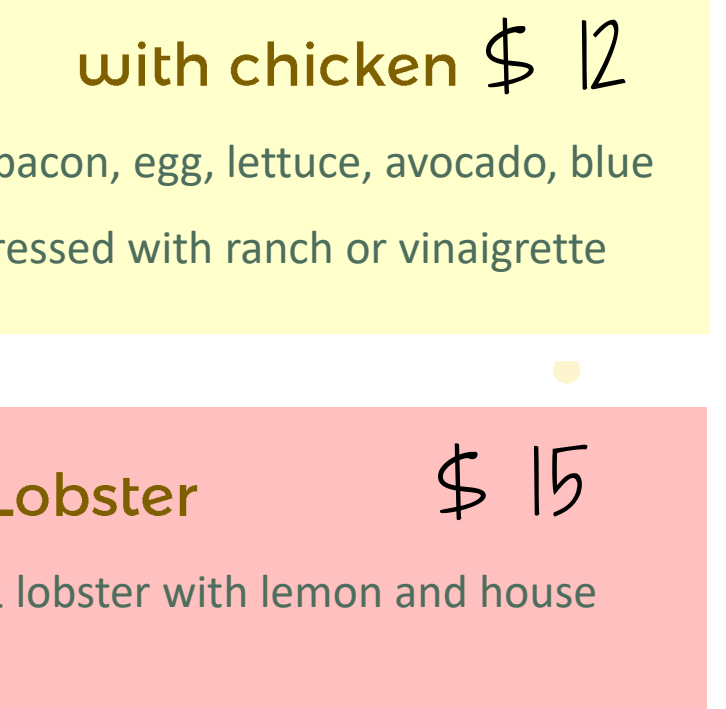 with chicken $ 12
bacon, egg, lettuce, avocado, blue
ressed with ranch or vinaigrette
Lobster $ 15
lobster with lemon and house